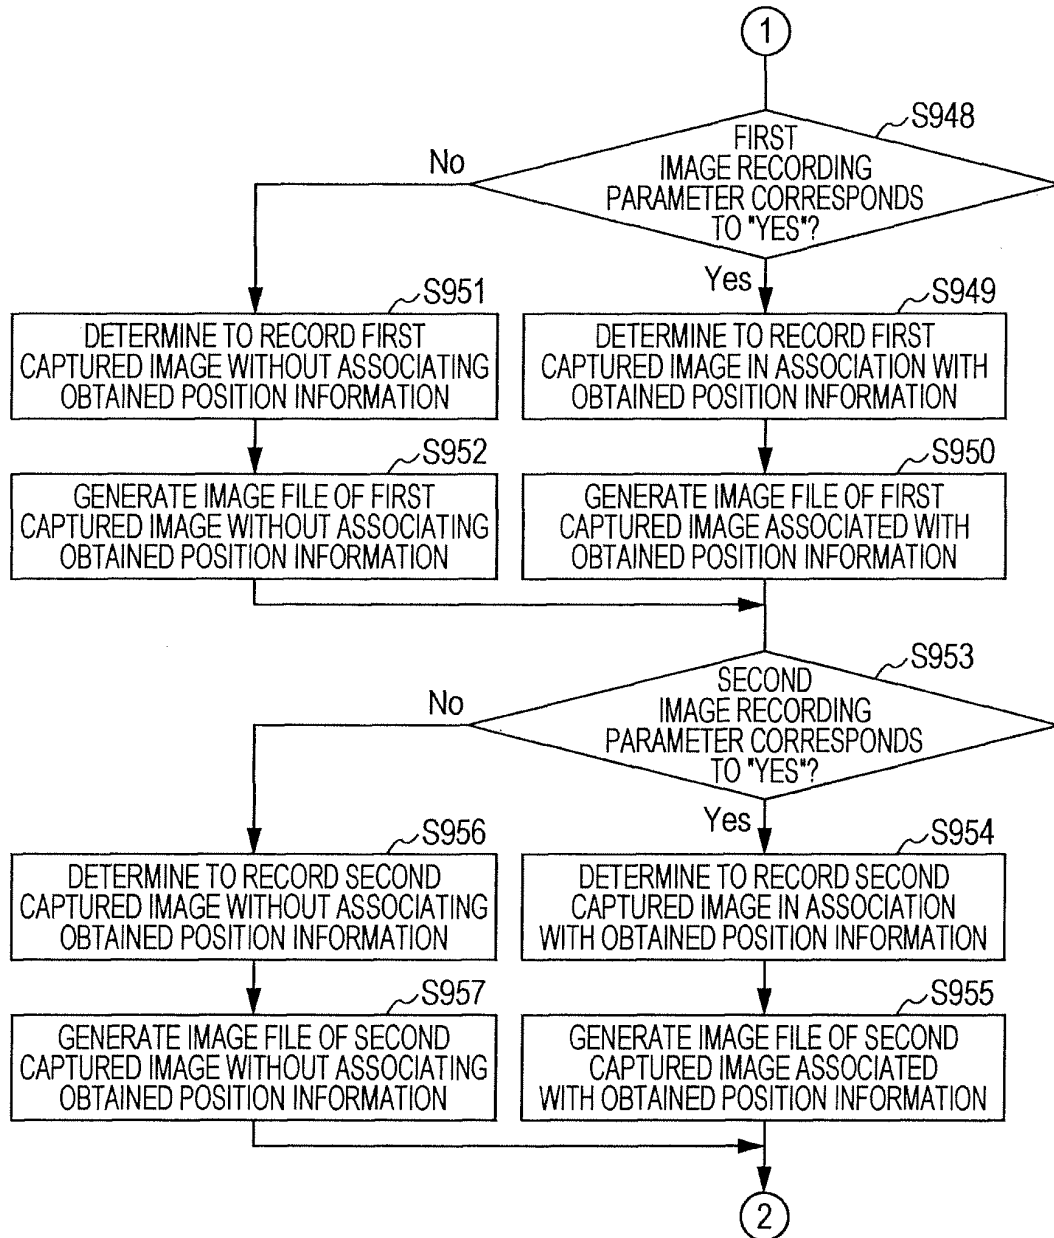 1
S948
FIRST
IMAGE RECORDING
PARAMETER CORRESPONDS
TO "YES"?
No
Yes
S951
DETERMINE TO RECORD FIRST
CAPTURED IMAGE WITHOUT ASSOCIATING
OBTAINED POSITION INFORMATION
S949
DETERMINE TO RECORD FIRST
CAPTURED IMAGE IN ASSOCIATION WITH
OBTAINED POSITION INFORMATION
S952
GENERATE IMAGE FILE OF FIRST
CAPTURED IMAGE WITHOUT ASSOCIATING
OBTAINED POSITION INFORMATION
S950
GENERATE IMAGE FILE OF FIRST
CAPTURED IMAGE ASSOCIATED WITH
OBTAINED POSITION INFORMATION
S953
SECOND
IMAGE RECORDING
PARAMETER CORRESPONDS
TO "YES"?
No
Yes
S956
DETERMINE TO RECORD SECOND
CAPTURED IMAGE WITHOUT ASSOCIATING
OBTAINED POSITION INFORMATION
S954
DETERMINE TO RECORD SECOND
CAPTURED IMAGE IN ASSOCIATION
WITH OBTAINED POSITION INFORMATION
S957
GENERATE IMAGE FILE OF SECOND
CAPTURED IMAGE WITHOUT ASSOCIATING
OBTAINED POSITION INFORMATION
S955
GENERATE IMAGE FILE OF SECOND
CAPTURED IMAGE ASSOCIATED
WITH OBTAINED POSITION INFORMATION
2